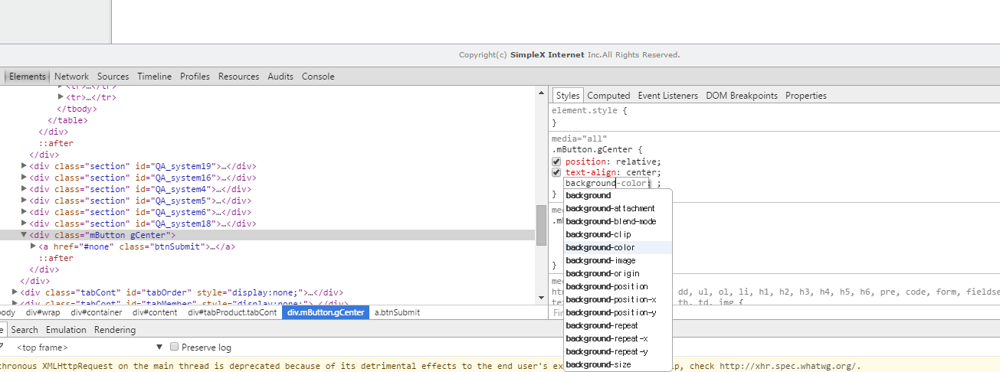 Copyright(c) SimpleX Internet Inc.All Rights Reserved.
Elements Network Sources Timeline Profiles Resources Audits Console
<tr>…</tr>
<tr>…</tr>
</tbody>
</table>
</div>
::after
</div>
<div class="section" id="QA_system19">…</div>
<div class="section" id="QA_system16">…</div>
<div class="section" id="QA_system4">…</div>
<div class="section" id="QA_system5">…</div>
<div class="section" id="QA_system6">…</div>
<div class="section" id="QA_system18">…</div>
<div class="mButton gCenter">
<a href="#none" class="btnSubmit">…</a>
::after
</div>
</div>
<div class="tabCont" id="tabOrder" style="display:none;">…</div>
<div class="tabCont" id="tabMember" style="display:none;">…</div>
ody div#wrap div#container div#content div#tabProduct.tabCont div.mButton.gCenter a.btnSubmit
Styles Computed Event Listeners DOM Breakpoints Properties
element.style {
}
media="all"
.mButton.gCenter {
position: relative;
text-align: center;
background-color: ;
}
background
background-attachment
background-blend-mode
background-clip
background-color
background-image
background-origin
background-position
background-position-x
background-position-y
background-repeat
background-repeat-x
background-repeat-y
background-size
me
.m
}
me
ht dd, ul, ol, li, h1, h2, h3, h4, h5, h6, pre, code, form, fieldse
te th, td, img {
Fin
e Search Emulation Rendering
<top frame> Preserve log
chronous XMLHttpRequest on the main thread is deprecated because of its detrimental effects to the end user's ex lp, check http://xhr.spec.whatwg.org/.